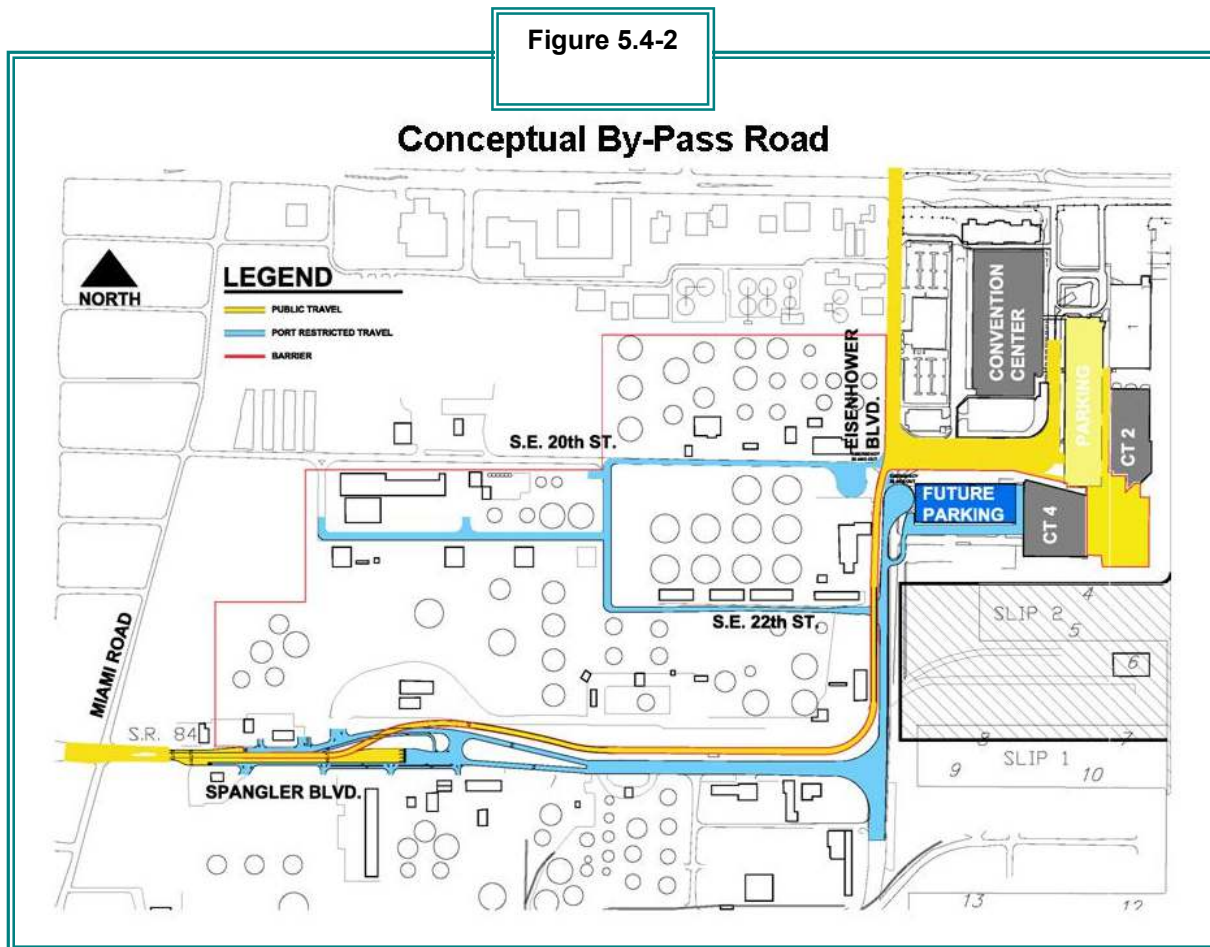 Figure 5.4-2
Conceptual By-Pass Road
NORTH
LEGEND
PUBLIC TRAVEL
PORT RESTRICTED TRAVEL
BARRIER
EISENHOWER
BLVD.
CONVENTION
CENTER
1
PARKING
CT 2
S.E. 20th ST.
FUTURE
PARKING
CT 4
S.E. 22th ST.
4
SLIP 2
5
6
MIAMI ROAD
S.R. 84
SPANGLER BLVD.
8
7
SLIP 1
9
10
13
12